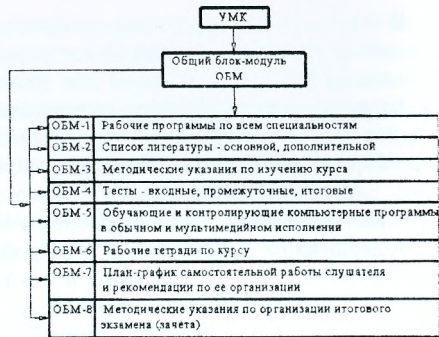 УМК
Общий блок-модуль
ОБМ
ОБМ-1 Рабочие программы по всем специальностям
ОБМ-2 Список литературы - основной, дополнительной
ОБМ-3 Методические указания по изучению курса
ОБМ-4 Тесты - входные, промежуточные, итоговые
ОБМ-5 Обучающие и контролирующие компьютерные программы
в обычном и мультимедийном исполнении
ОБМ-6 Рабочие тетради по курсу
ОБМ-7 План-график самостоятельной работы слушателя
и рекомендации по ее организации
ОБМ-8 Методические указания по организации итогового
экзамена (зачета)